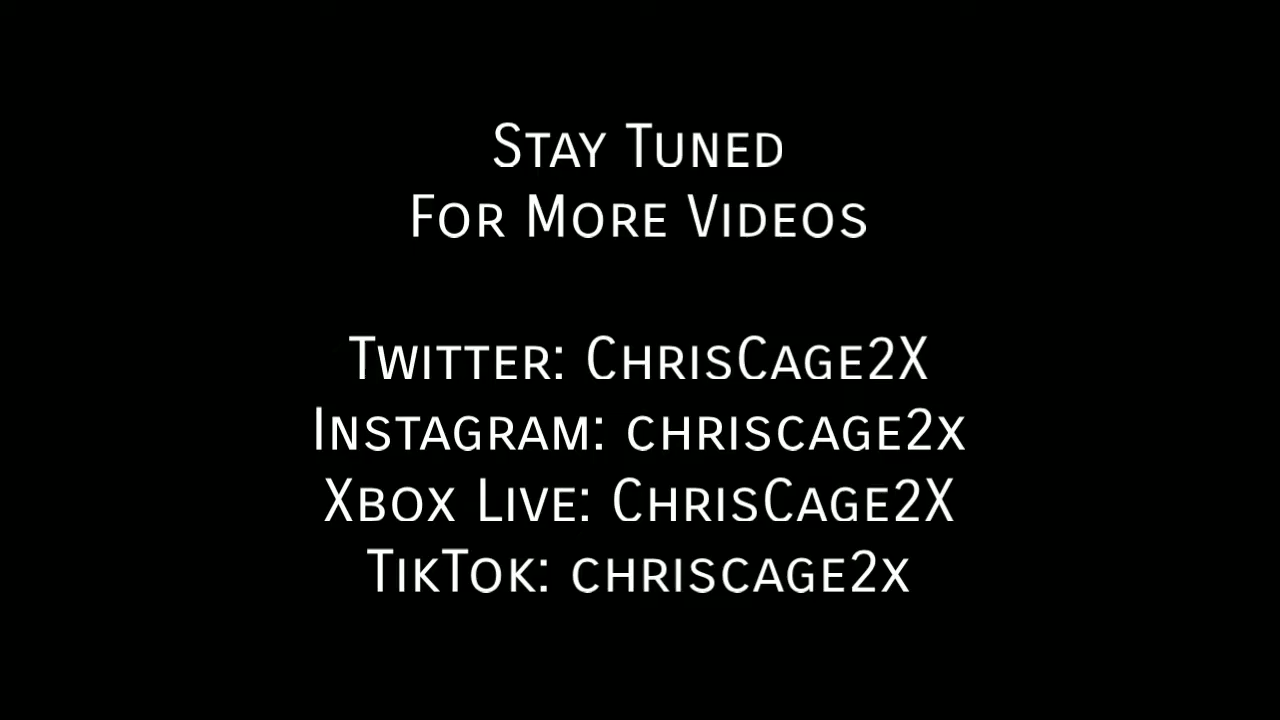 Stay Tuned
For More Videos
Twitter: ChrisCage2X
Instagram: chriscage2x
Xbox Live: ChrisCage2X
TikTok: chriscage2x